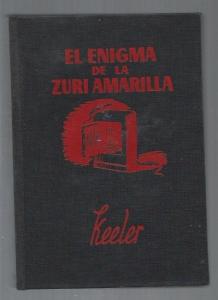 EL ENIGMA
DE LA
ZURI AMARILLA
Keeler